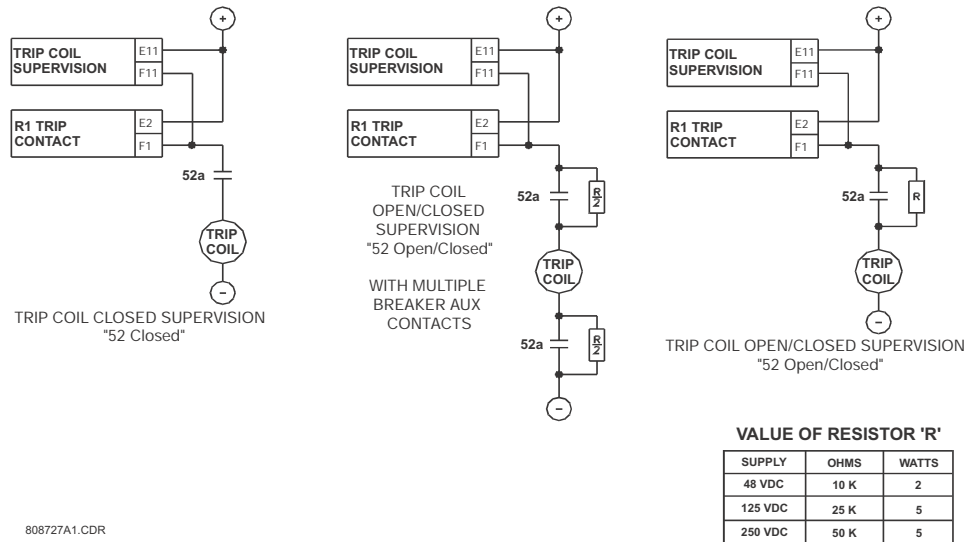 +
TRIP COIL
SUPERVISION
E11
F11
R1 TRIP
CONTACT
E2
F1
52a
TRIP
COIL
−
TRIP COIL CLOSED SUPERVISION
"52 Closed"
+
TRIP COIL
SUPERVISION
E11
F11
R1 TRIP
CONTACT
E2
F1
52a
R
2
TRIP COIL
OPEN/CLOSED
SUPERVISION
"52 Open/Closed"
WITH MULTIPLE
BREAKER AUX
CONTACTS
TRIP
COIL
52a
R
2
−
+
TRIP COIL
SUPERVISION
E11
F11
R1 TRIP
CONTACT
E2
F1
52a
R
TRIP
COIL
−
TRIP COIL OPEN/CLOSED SUPERVISION
"52 Open/Closed"
VALUE OF RESISTOR 'R'
SUPPLY OHMS WATTS
48 VDC 10 K 2
125 VDC 25 K 5
250 VDC 50 K 5
808727A1.CDR